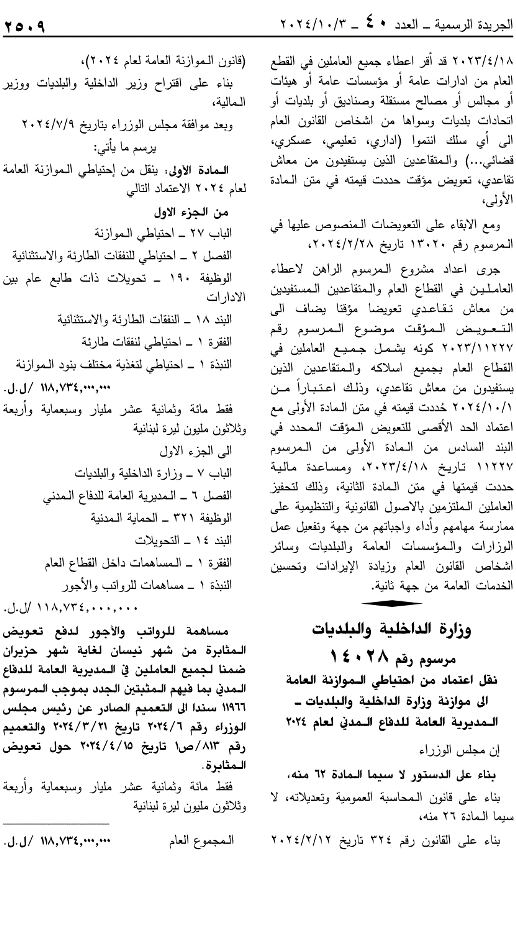 الجريدة الرسمية – العدد ٤٠ – ٢٠٢٤/١٠/٣
٢٥٠٩
٢٠٢٣/٤/١٨ قد أقر اعطاء جميع العاملين في القطع
العام من ادارات عامة أو مؤسسات عامة أو هيئات
أو مجالس أو مصالح مستقلة وصناديق أو بلديات أو
اتحادات بلديات وسواها من اشخاص القانون العام
الى أي سلك انتموا (اداري، تعليمي، عسكري،
قضائي...) والمتقاعدين الذين يستفيدون من معاش
تقاعدي، تعويض مؤقت حددت قيمته في متن المادة
الأولى،
ومع الابقاء على التعويضات المنصوص عليها في
المرسوم رقم ١٣٠٢٠ تاريخ ٢٠٢٤/٢/٢٨،
جرى اعداد مشروع المرسوم الراهن لاعطاء
العاملين في القطاع العام والمتقاعدين المستفيدين
من معاش تقاعدي تعويضا مؤقتا يضاف الى
التعويض المؤقت موضوع المرسوم رقم
٢٠٢٣/١١٢٢٧ كونه يشمل جميع العاملين في
القطاع العام بجميع اسلاكه والمتقاعدين الذين
يستفيدون من معاش تقاعدي، وذلك اعتباراً من
٢٠٢٤/١٠/١ حُددت قيمته في متن المادة الأولى مع
اعتماد الحد الأقصى للتعويض المؤقت المحدد في
البند السادس من المادة الأولى من المرسوم
١١٢٢٧ تاريخ ٢٠٢٣/٤/١٨، ومساعدة مالية
حددت قيمتها في متن المادة الثانية، وذلك لتحفيز
العاملين الملتزمين بالاصول القانونية والتنظيمية على
ممارسة مهامهم وأداء واجباتهم من جهة وتفعيل عمل
الوزارات والمؤسسات العامة والبلديات وسائر
اشخاص القانون العام وزيادة الإيرادات وتحسين
الخدمات العامة من جهة ثانية.
وزارة الداخلية والبلديات
مرسوم رقم ١٤٠٢٨
نقل اعتماد من احتياطي الموازنة العامة
الى موازنة وزارة الداخلية والبلديات –
المديرية العامة للدفاع المدني لعام ٢٠٢٤
إن مجلس الوزراء
بناء على الدستور لا سيما المادة ٦٢ منه،
بناء على قانون المحاسبة العمومية وتعديلاته، لا
سيما المادة ٢٦ منه،
بناء على القانون رقم ٣٢٤ تاريخ ٢٠٢٤/٢/١٢
(قانون الموازنة العامة لعام ٢٠٢٤)،
بناء على اقتراح وزير الداخلية والبلديات ووزير
المالية،
وبعد موافقة مجلس الوزراء بتاريخ ٢٠٢٤/٧/٩
يرسم ما يأتي:
المادة الأولى: ينقل من إحتياطي الموازنة العامة
لعام ٢٠٢٤ الاعتماد التالي
من الجزء الاول
الباب ٢٧ – احتياطي الموازنة
الفصل ٢ – احتياطي للنفقات الطارئة والاستثنائية
الوظيفة ١٩٠ – تحويلات ذات طابع عام بين
الادارات
البند ١٨ – النفقات الطارئة والاستثنائية
الفقرة ١ – احتياطي لنفقات طارئة
النبذة ١ – احتياطي لتغذية مختلف بنود الموازنة
١١٨,٧٣٤,٠٠٠,٠٠٠ /ل.ل.
فقط مائة وثمانية عشر مليار وسبعماية وأربعة
وثلاثون مليون ليرة لبنانية
الى الجزء الاول
الباب ٧ – وزارة الداخلية والبلديات
الفصل ٦ – المديرية العامة للدفاع المدني
الوظيفة ٣٢١ – الحماية المدنية
البند ١٤ – التحويلات
الفقرة ١ – المساهمات داخل القطاع العام
النبذة ١ – مساهمات للرواتب والأجور
١١٨,٧٣٤,٠٠٠,٠٠٠ /ل.ل.
مساهمة للرواتب والأجور لدفع تعويض
المثابرة من شهر نيسان لغاية شهر حزيران
ضمنا لجميع العاملين في المديرية العامة للدفاع
المدني بما فيهم المثبتين الجدد بموجب المرسوم
١١٩٦٦ سندا الى التعميم الصادر عن رئيس مجلس
الوزراء رقم ٢٠٢٤/٦ تاريخ ٢٠٢٤/٣/٢١ والتعميم
رقم ٨١٣/ص١ تاريخ ٢٠٢٤/٤/١٥ حول تعويض
المثابرة.
فقط مائة وثمانية عشر مليار وسبعماية وأربعة
وثلاثون مليون ليرة لبنانية
المجموع العام ١١٨,٧٣٤,٠٠٠,٠٠٠ /ل.ل.